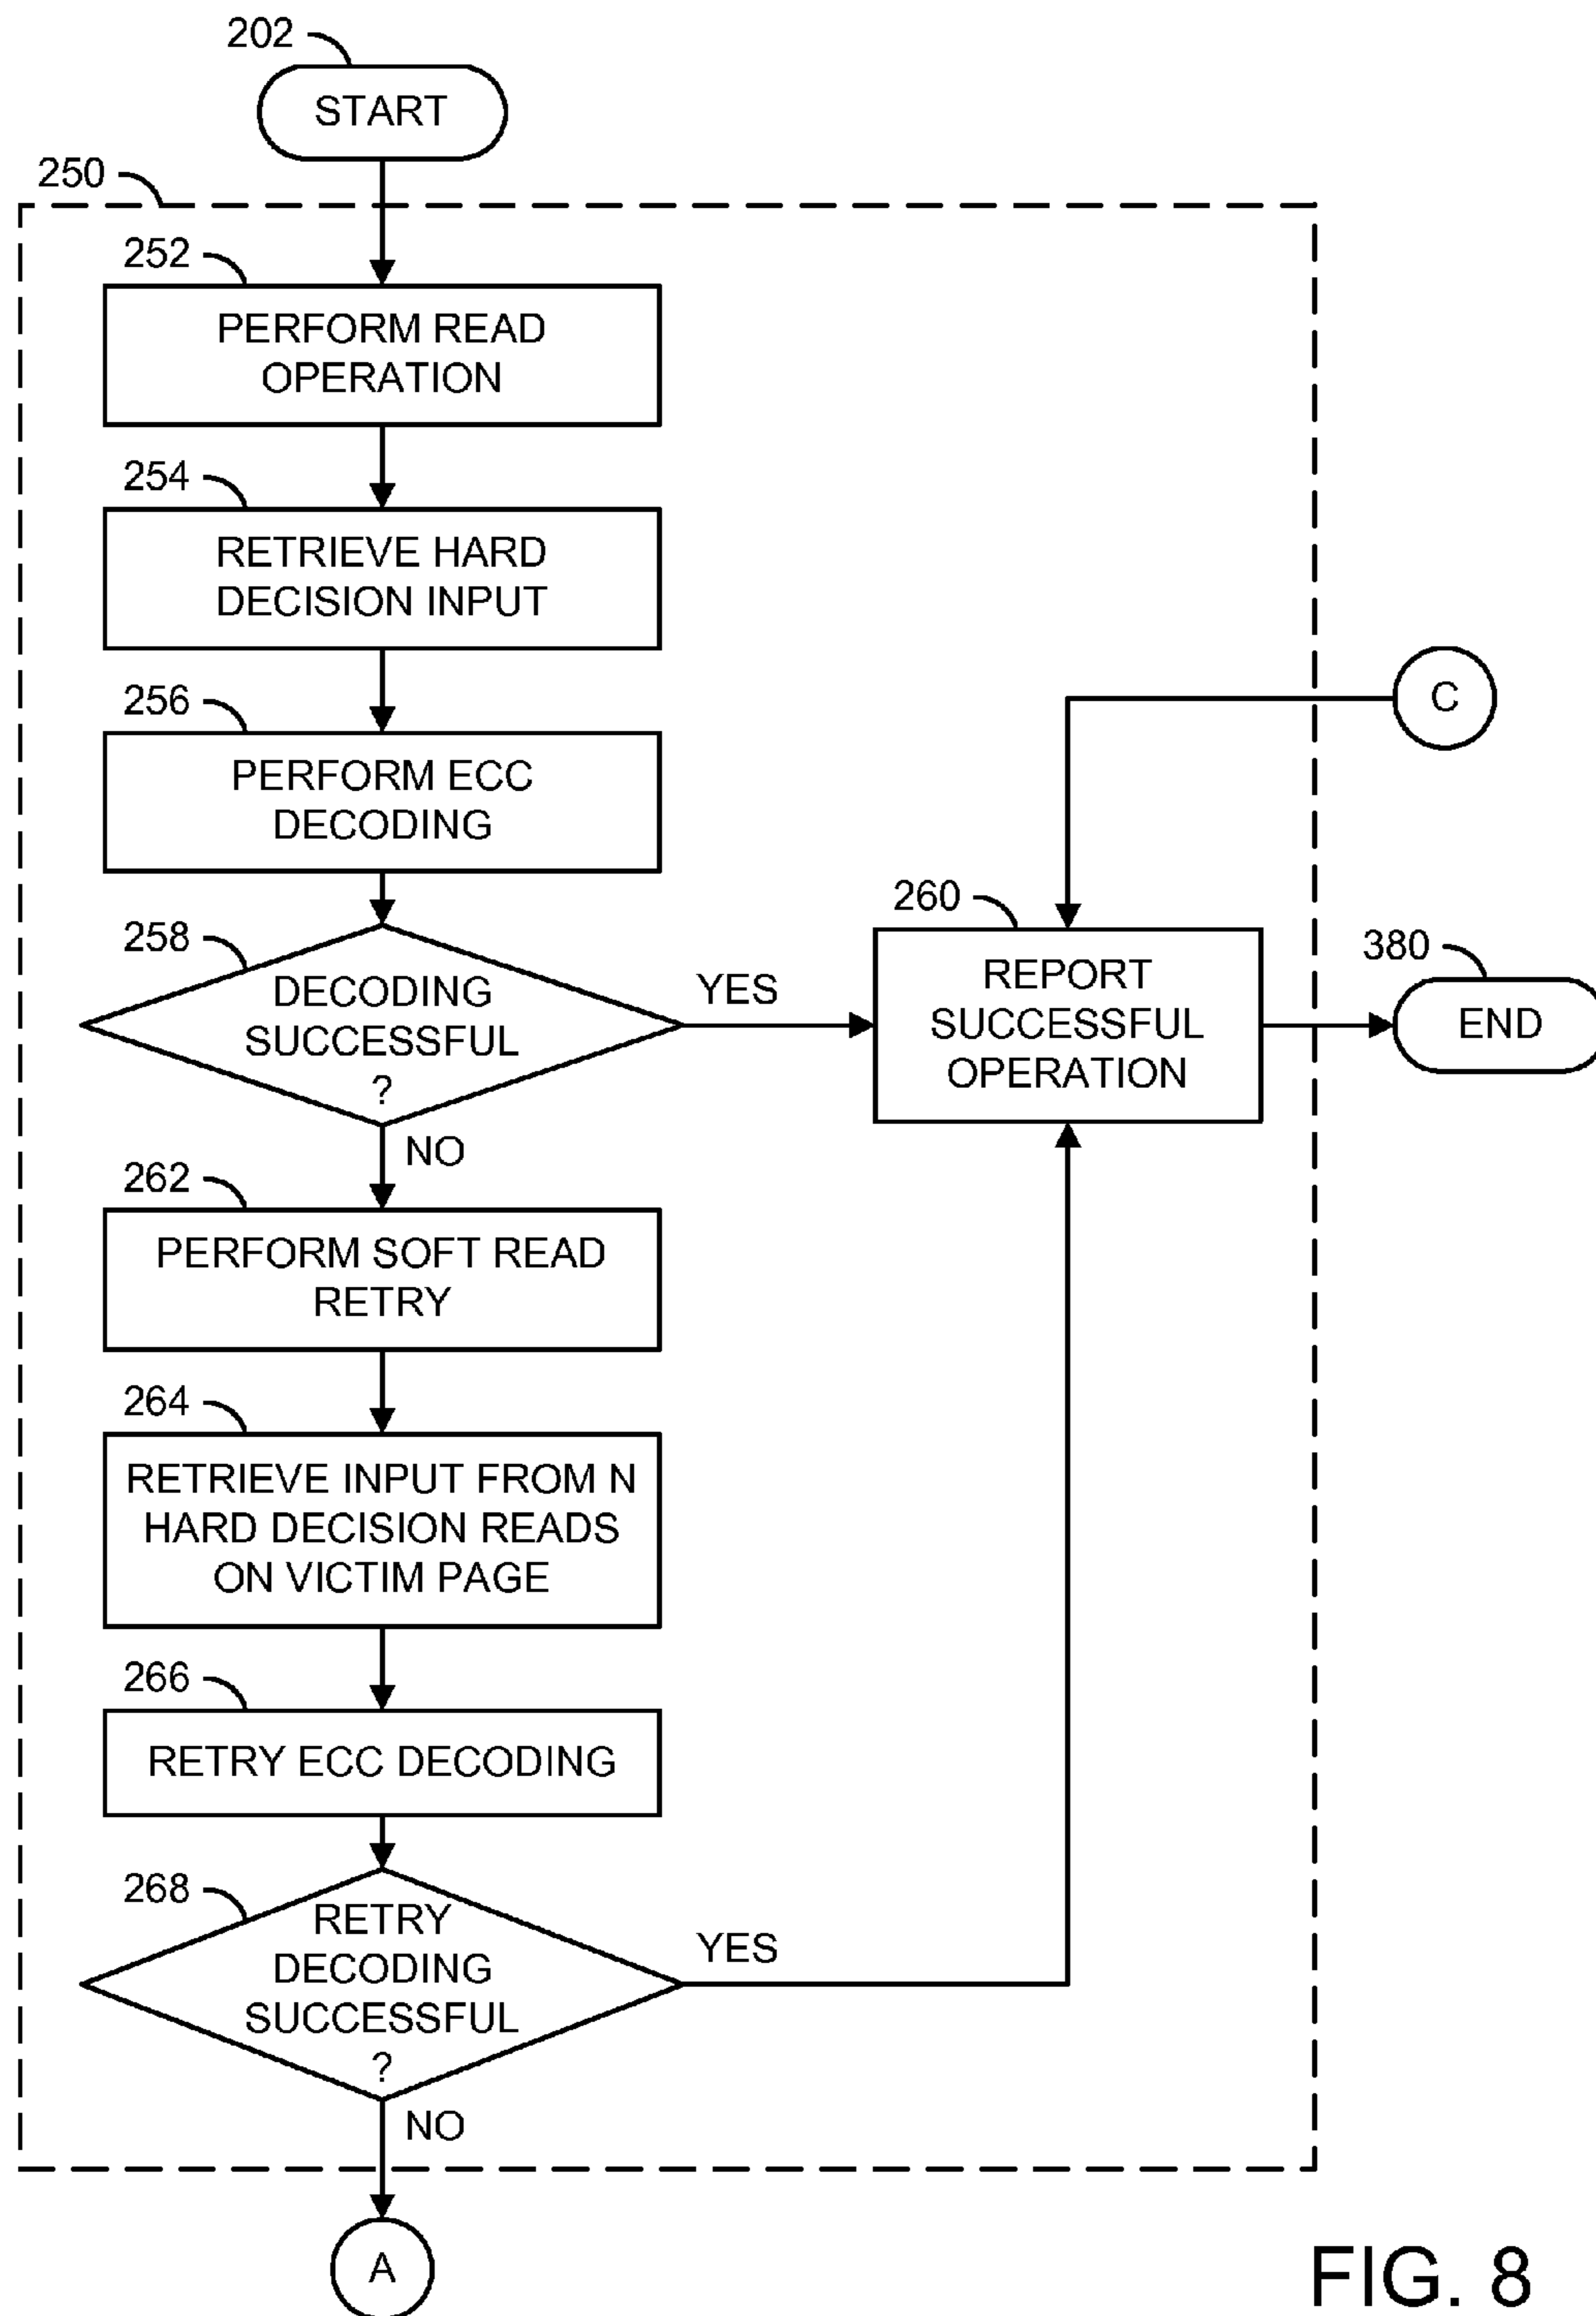 202
START
250
252
PERFORM READ
OPERATION
254
RETRIEVE HARD
DECISION INPUT
256
PERFORM ECC
DECODING
C
258
DECODING
SUCCESSFUL
?
YES
NO
260
REPORT
SUCCESSFUL
OPERATION
380
END
262
PERFORM SOFT READ
RETRY
264
RETRIEVE INPUT FROM N
HARD DECISION READS
ON VICTIM PAGE
266
RETRY ECC DECODING
268
RETRY
DECODING
SUCCESSFUL
?
YES
NO
A
FIG. 8